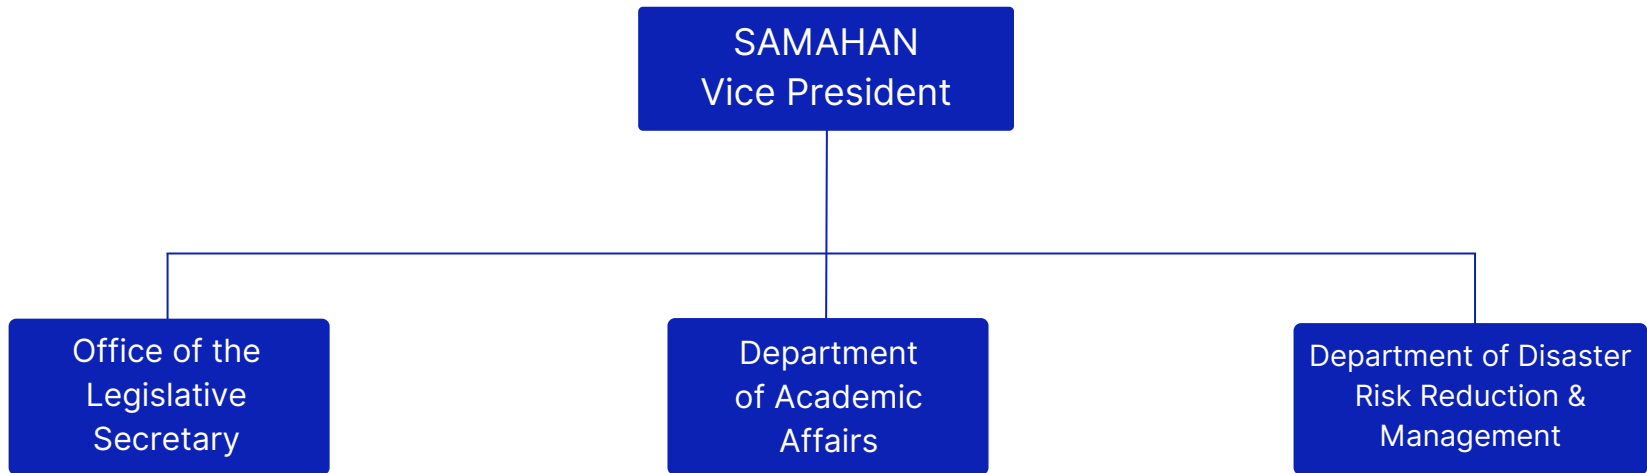 SAMAHAN
Vice President
Office of the
Legislative
Secretary
Department
of Academic
Affairs
Department of Disaster
Risk Reduction &
Management